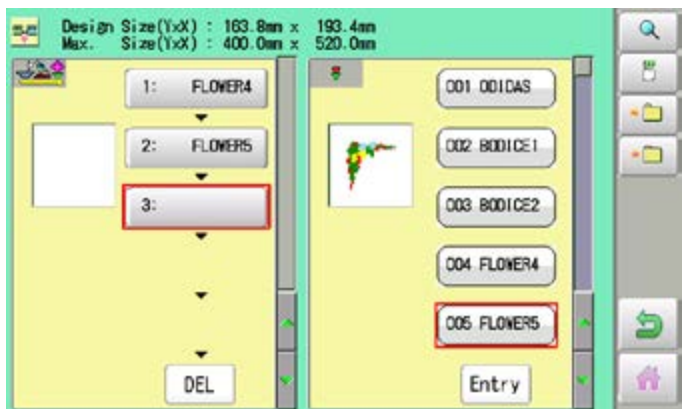 Design Size(YxX) : 163.8mm x 193.4mm
Max. Size(YxX) : 400.0mm x 520.0mm
1: FLOWER4
2: FLOWER5
3:
DEL
001 ODIDAS
002 BODICE1
003 BODICE2
004 FLOWER4
005 FLOWER5
Entry